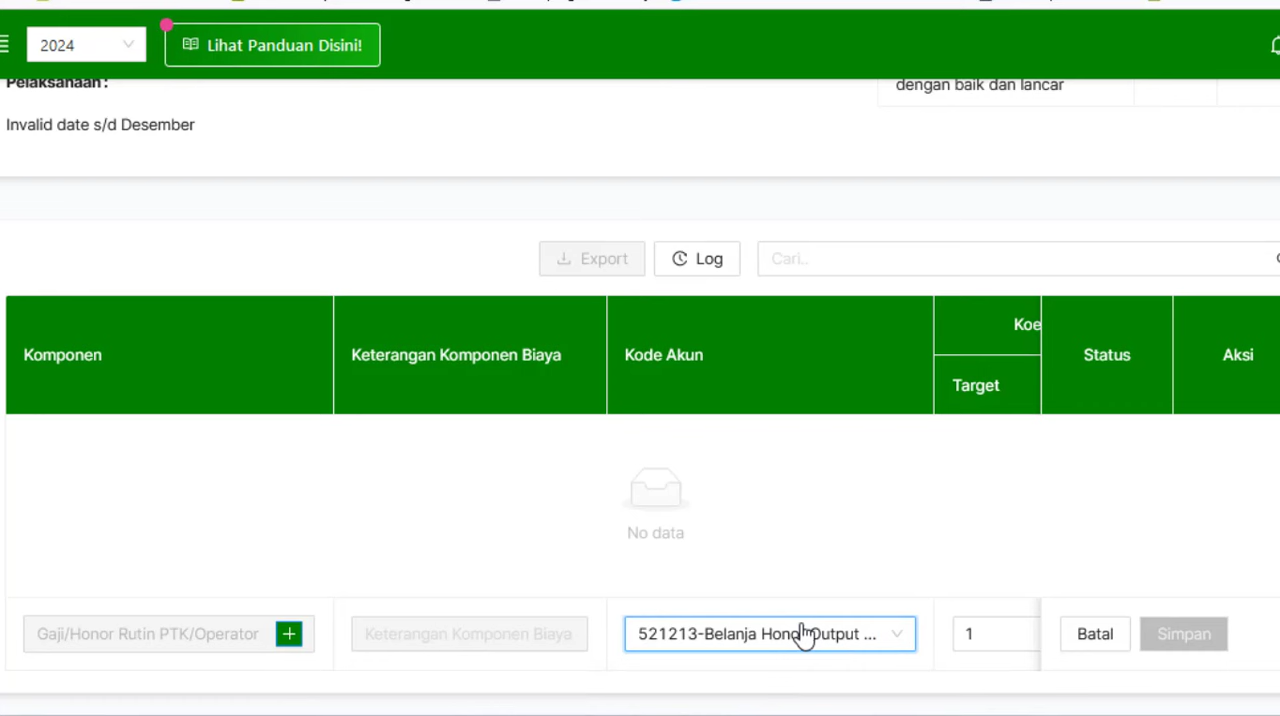 2024
Lihat Panduan Disini!
Pelaksanaan :
dengan baik dan lancar
Invalid date s/d Desember
Export
Log
Cari..
Komponen
Keterangan Komponen Biaya
Kode Akun
Koe
Target
Status
Aksi
No data
Gaji/Honor Rutin PTK/Operator
Keterangan Komponen Biaya
521213-Belanja Honor Output ...
1
Batal
Simpan